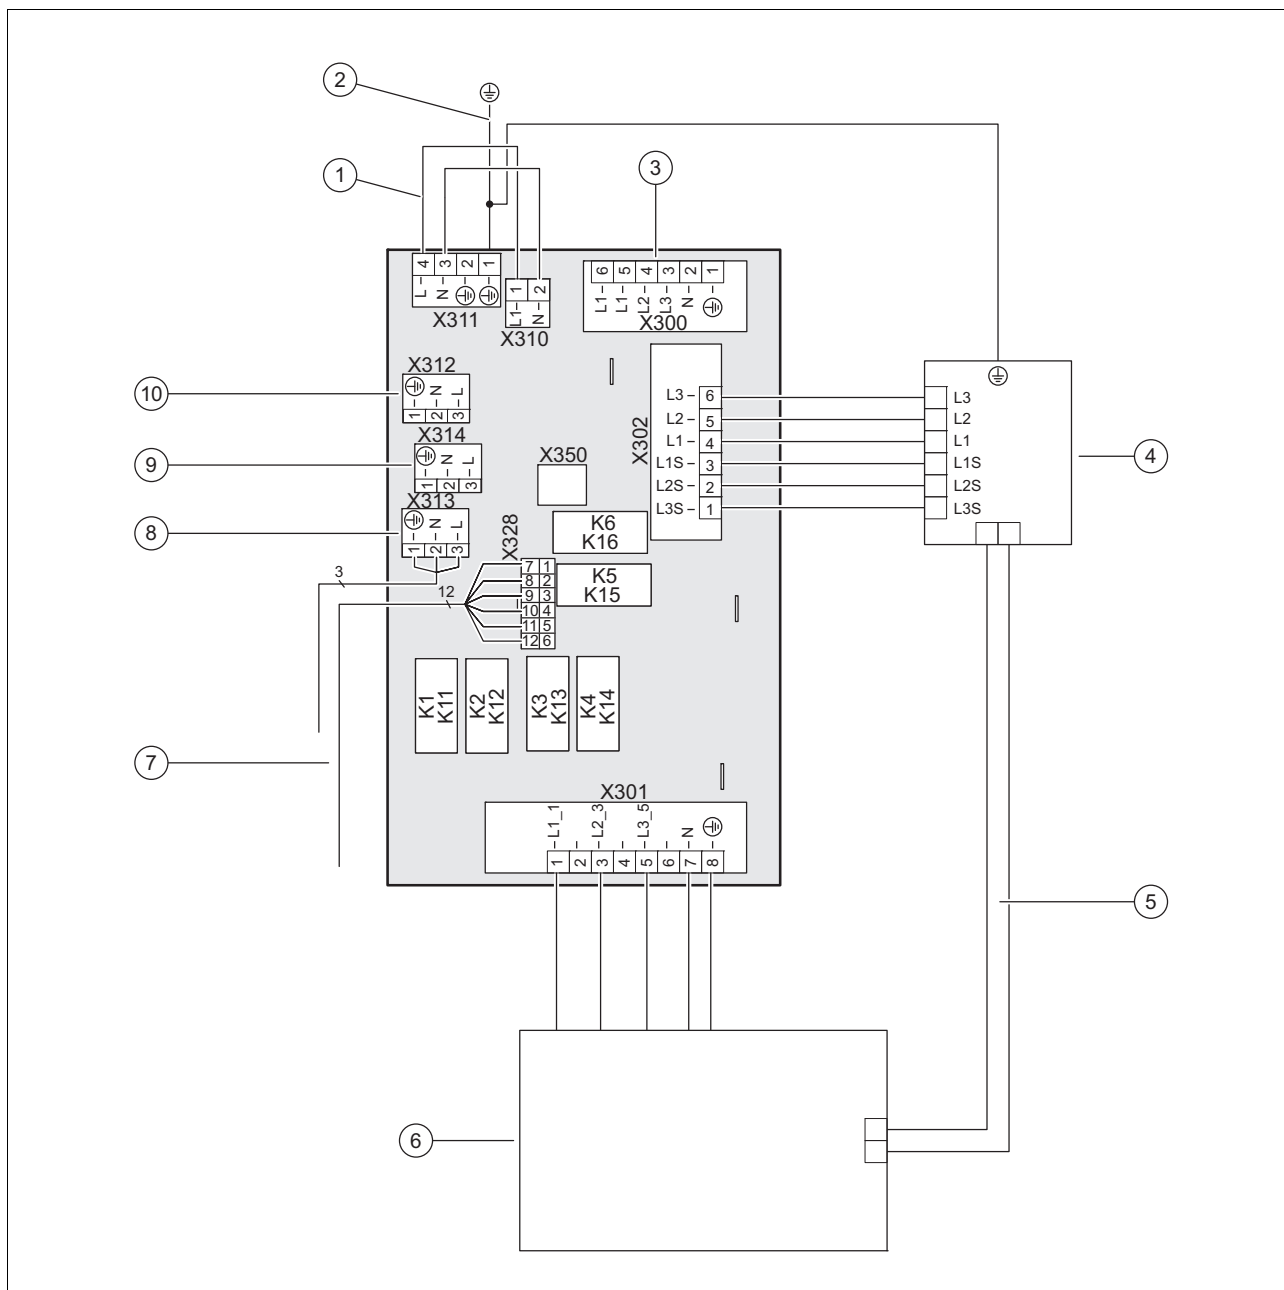 2
1
3
4 3 2 1
L – N –
X311
1 2
L1 – N –
X310
6 5 4 3 2 1
L1 – L1 – L2 – L3 – N –
X300
X312
1 – 2 – N 3 – L
10
X314
1 – 2 – N 3 – L
9
X313
1 – 2 – N 3 – L
8
X350
X302
L3 – 6
L2 – 5
L1 – 4
L1S – 3
L2S – 2
L3S – 1
L3
L2
L1
L1S
L2S
L3S
4
K6
K16
K5
K15
X328
7 1
8 2
9 3
10 4
11 5
12 6
3
12
K1
K11
K2
K12
K3
K13
K4
K14
7
X301
– L1_1 – – L2_3 – – L3_5 – – N –
1 2 3 4 5 6 7 8
5
6